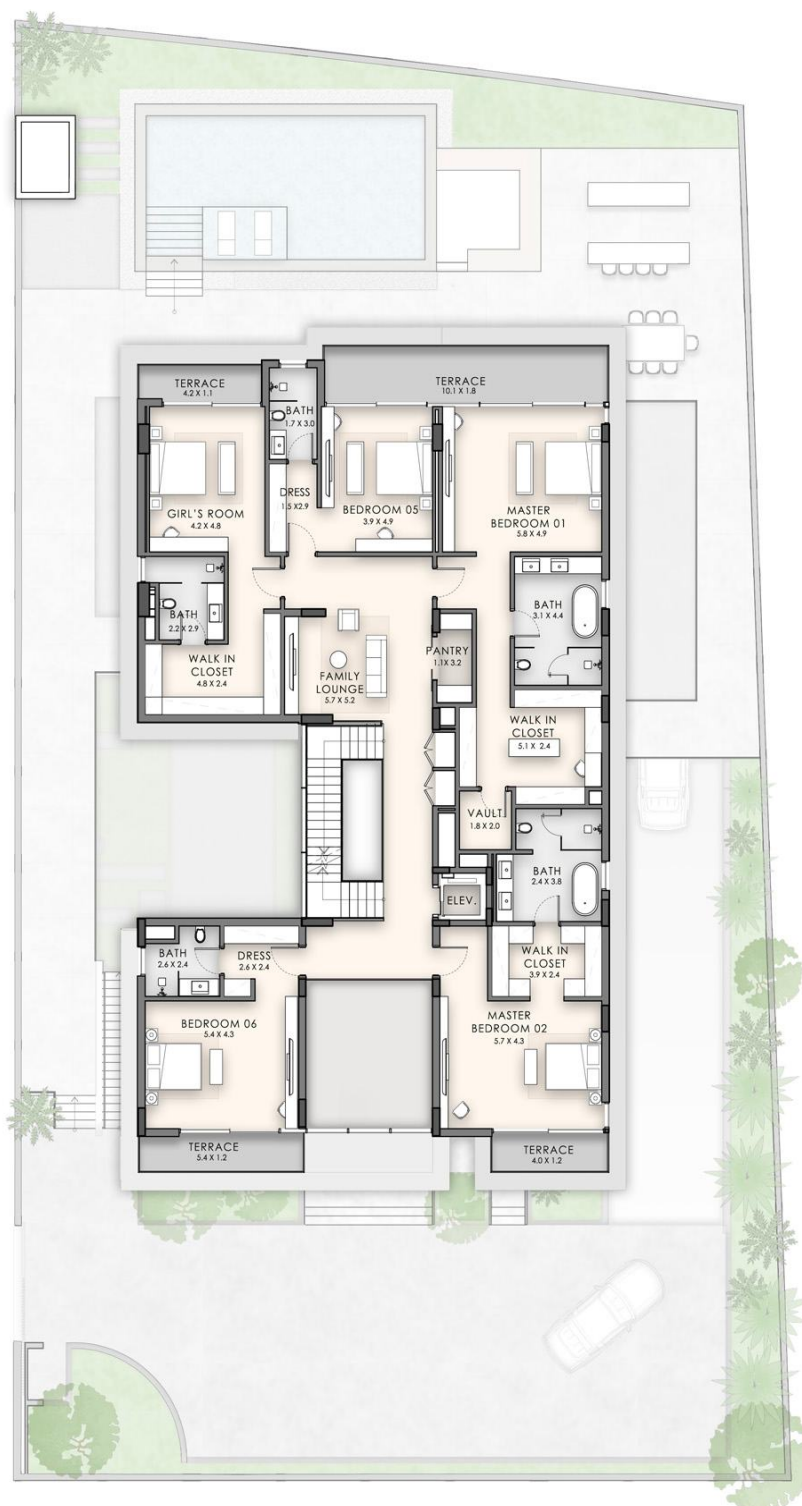 TERRACE
4.2 X 1.1
TERRACE
10.1 X 1.8
BATH
1.7 X 3.0
DRESS
1.5 X 2.9
GIRL'S ROOM
4.2 X 4.8
BEDROOM 05
3.9 X 4.9
MASTER
BEDROOM 01
5.8 X 4.9
BATH
2.2 X 2.9
BATH
3.1 X 4.4
WALK IN
CLOSET
4.8 X 2.4
FAMILY
LOUNGE
5.7 X 5.2
PANTRY
1.1 X 3.2
WALK IN
CLOSET
5.1 X 2.4
VAULT
1.8 X 2.0
BATH
2.4 X 3.8
ELEV.
BATH
2.6 X 2.4
DRESS
2.6 X 2.4
WALK IN
CLOSET
3.9 X 2.4
BEDROOM 06
5.4 X 4.3
MASTER
BEDROOM 02
5.7 X 4.3
TERRACE
5.4 X 1.2
TERRACE
4.0 X 1.2